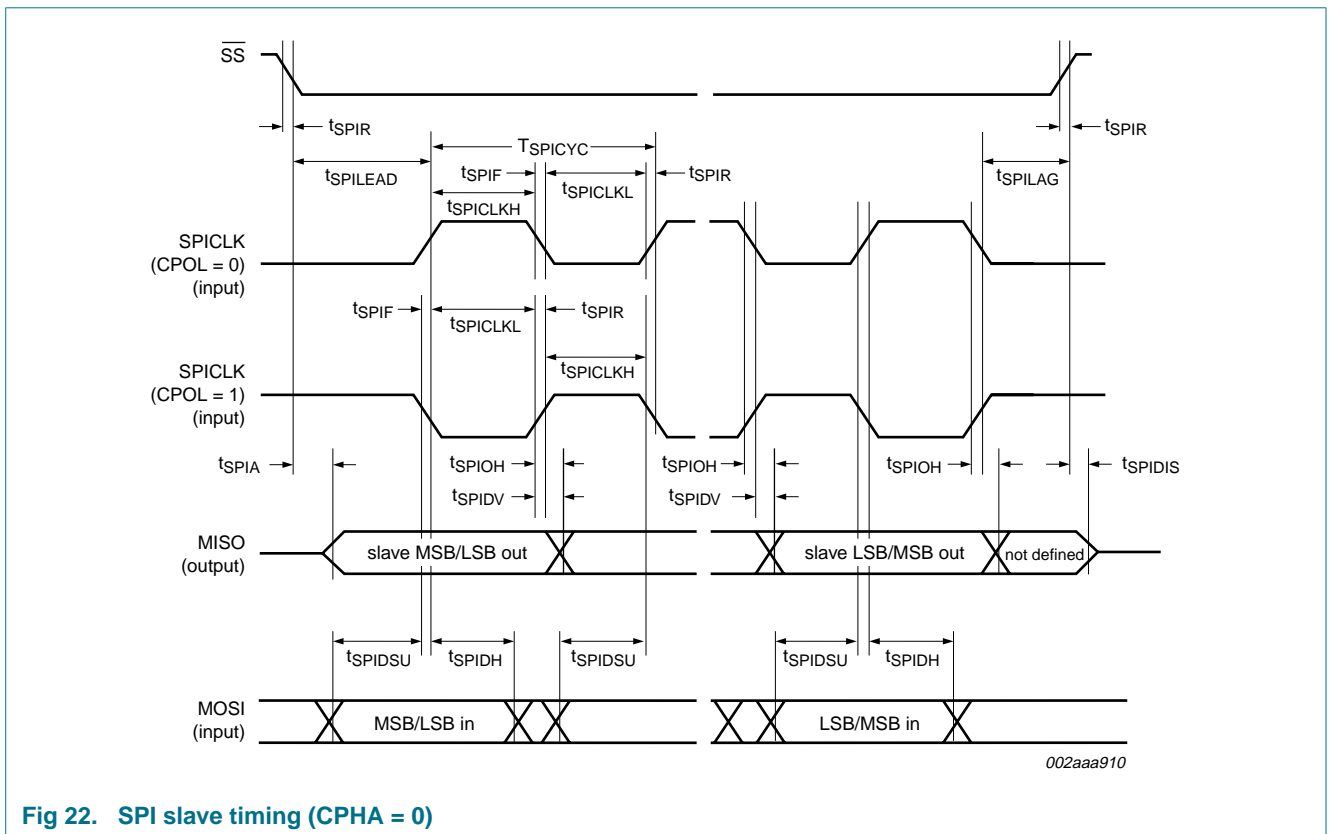 SS
tSPIR
tSPIR
TSPICYC
tSPILEAD
tSPIF
tSPICLKL
tSPIR
tSPILAG
tSPICLKH
SPICLK
(CPOL = 0)
(input)
tSPIF
tSPICLKL
tSPIR
tSPICLKH
SPICLK
(CPOL = 1)
(input)
tSPIA
tSPIOH
tSPIOH
tSPIOH
tSPIDIS
tSPIDV
tSPIDV
MISO
(output)
slave MSB/LSB out
slave LSB/MSB out
not defined
tSPIDSU
tSPIDH
tSPIDSU
tSPIDSU
tSPIDH
MOSI
(input)
MSB/LSB in
LSB/MSB in
002aaa910
Fig 22. SPI slave timing (CPHA = 0)